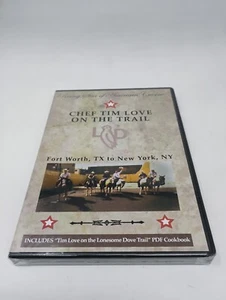 CHEF TIM LOVE
ON THE TRAIL
Fort Worth, TX to New York, NY
INCLUDES "Tim Love on the Lonesome Dove Trail" PDF Cookbook